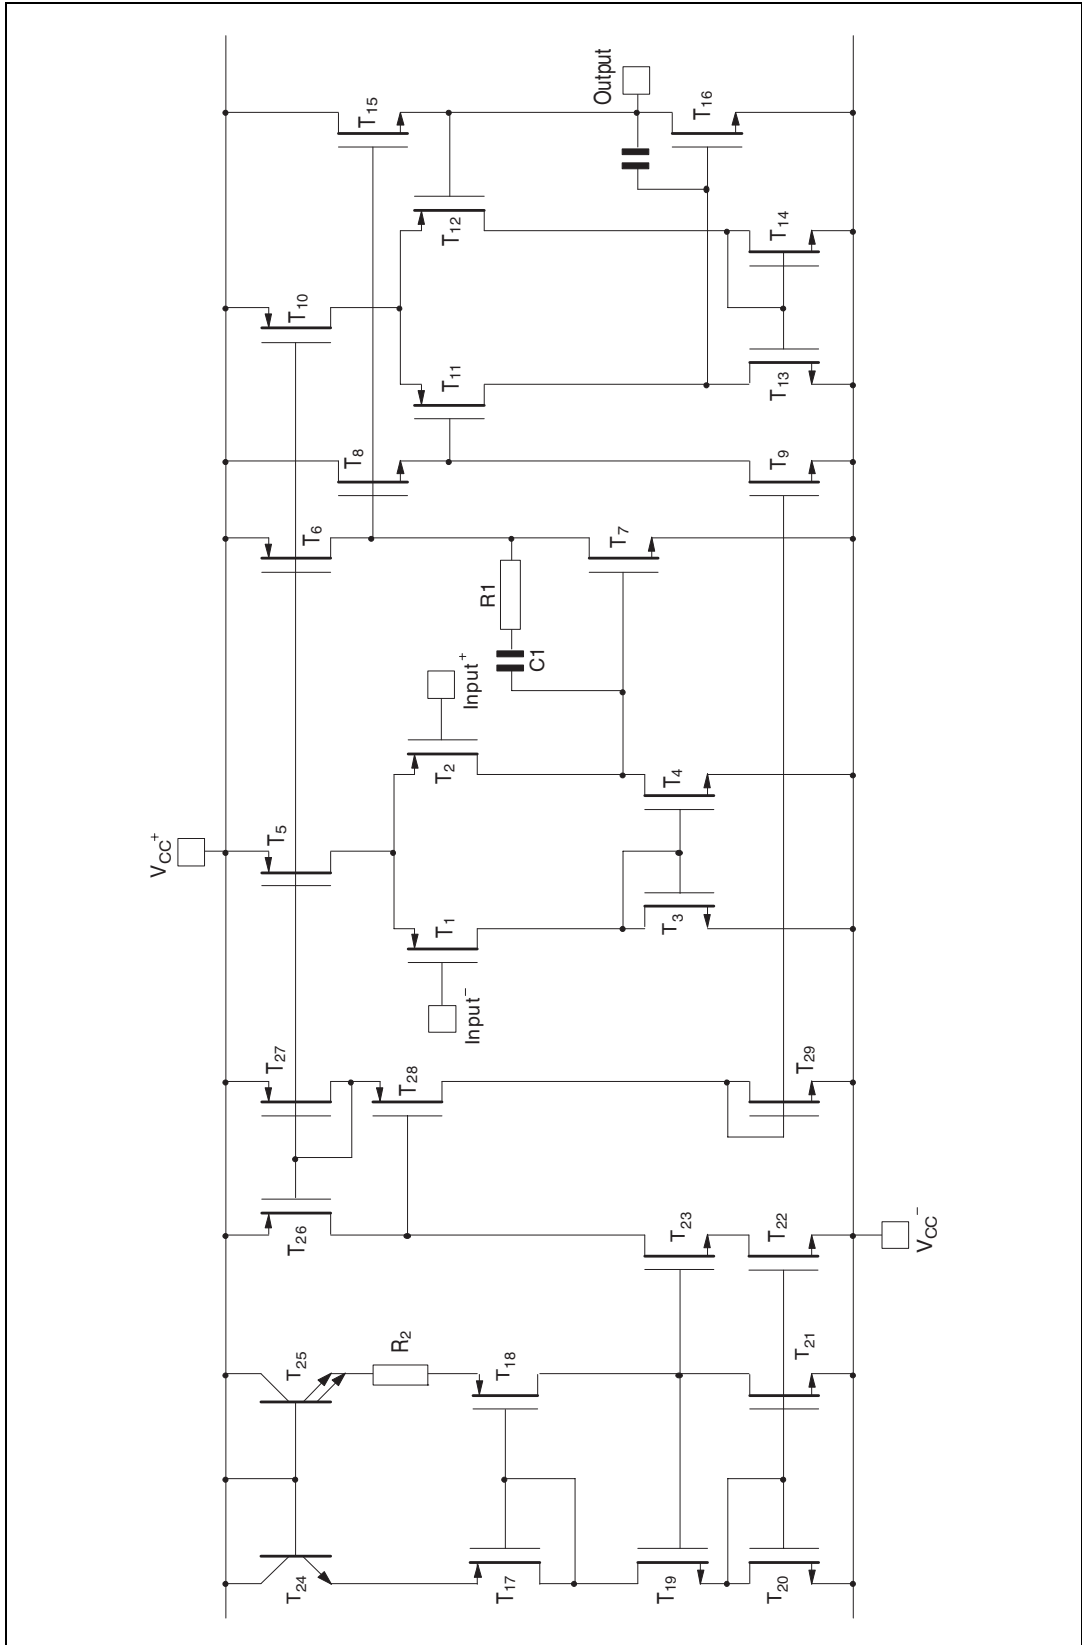 T24
T25
R2
T17
T18
T19
T23
T20
T21
T22
VCC−
T26
T27
T28
T29
VCC+
T5
Input−
T1
T2
Input+
T3
T4
C1
R1
T6
T7
T8
T9
T10
T11
T12
T13
T14
T15
T16
Output